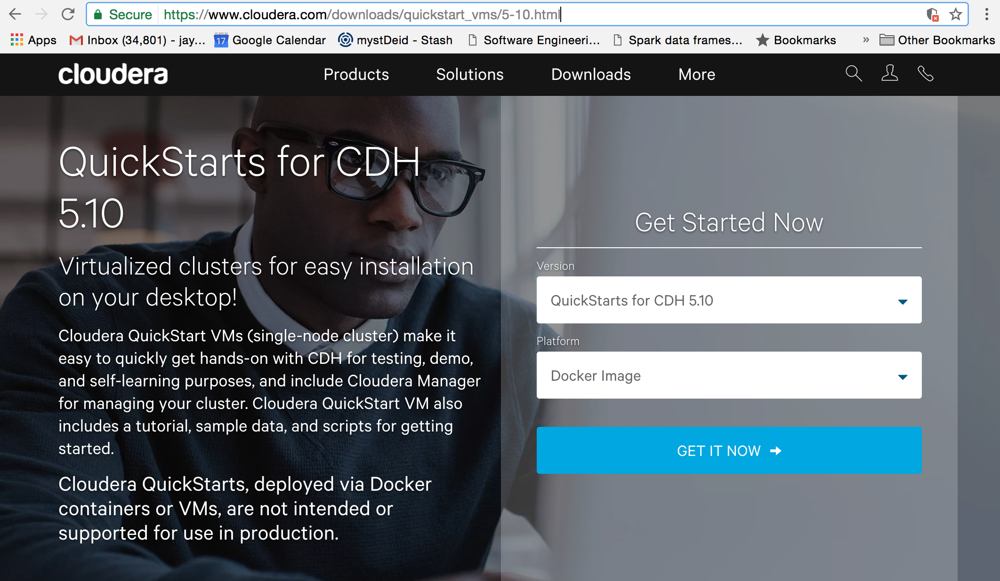 Secure https://www.cloudera.com/downloads/quickstart_vms/5-10.html
Apps Inbox (34,801) - jay... 17 Google Calendar mystDeid - Stash Software Engineeri... Spark data frames... Bookmarks » Other Bookmarks
cloudera Products Solutions Downloads More
QuickStarts for CDH
5.10
Virtualized clusters for easy installation
on your desktop!
Cloudera QuickStart VMs (single-node cluster) make it
easy to quickly get hands-on with CDH for testing, demo,
and self-learning purposes, and include Cloudera Manager
for managing your cluster. Cloudera QuickStart VM also
includes a tutorial, sample data, and scripts for getting
started.
Cloudera QuickStarts, deployed via Docker
containers or VMs, are not intended or
supported for use in production.
Get Started Now
Version
QuickStarts for CDH 5.10
Platform
Docker Image
GET IT NOW